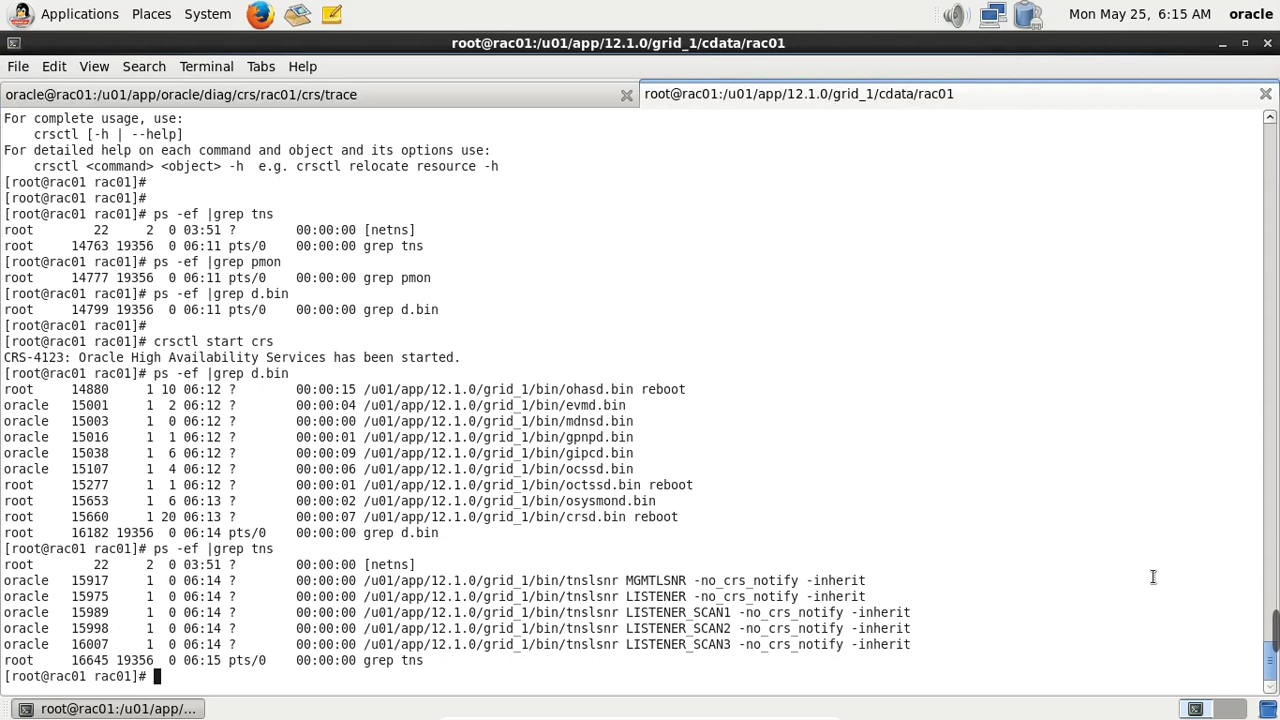 Applications Places System Mon May 25, 6:15 AM oracle
root@rac01:/u01/app/12.1.0/grid_1/cdata/rac01
File Edit View Search Terminal Tabs Help
oracle@rac01:/u01/app/oracle/diag/crs/rac01/crs/trace root@rac01:/u01/app/12.1.0/grid_1/cdata/rac01
For complete usage, use:
    crsctl [-h | --help]
For detailed help on each command and object and its options use:
    crsctl <command> <object> -h  e.g. crsctl relocate resource -h
[root@rac01 rac01]#
[root@rac01 rac01]#
[root@rac01 rac01]# ps -ef |grep tns
root        22     2  0 03:51 ?        00:00:00 [netns]
root     14763 19356  0 06:11 pts/0    00:00:00 grep tns
[root@rac01 rac01]# ps -ef |grep pmon
root     14777 19356  0 06:11 pts/0    00:00:00 grep pmon
[root@rac01 rac01]# ps -ef |grep d.bin
root     14799 19356  0 06:11 pts/0    00:00:00 grep d.bin
[root@rac01 rac01]#
[root@rac01 rac01]# crsctl start crs
CRS-4123: Oracle High Availability Services has been started.
[root@rac01 rac01]# ps -ef |grep d.bin
root     14880     1 10 06:12 ?        00:00:15 /u01/app/12.1.0/grid_1/bin/ohasd.bin reboot
oracle   15001     1  2 06:12 ?        00:00:04 /u01/app/12.1.0/grid_1/bin/evmd.bin
oracle   15003     1  0 06:12 ?        00:00:00 /u01/app/12.1.0/grid_1/bin/mdnsd.bin
oracle   15016     1  1 06:12 ?        00:00:01 /u01/app/12.1.0/grid_1/bin/gpnpd.bin
oracle   15038     1  6 06:12 ?        00:00:09 /u01/app/12.1.0/grid_1/bin/gipcd.bin
oracle   15107     1  4 06:12 ?        00:00:06 /u01/app/12.1.0/grid_1/bin/ocssd.bin
root     15277     1  1 06:12 ?        00:00:01 /u01/app/12.1.0/grid_1/bin/octssd.bin reboot
root     15653     1  6 06:13 ?        00:00:02 /u01/app/12.1.0/grid_1/bin/osysmond.bin
root     15660     1 20 06:13 ?        00:00:07 /u01/app/12.1.0/grid_1/bin/crsd.bin reboot
root     16182 19356  0 06:14 pts/0    00:00:00 grep d.bin
[root@rac01 rac01]# ps -ef |grep tns
root        22     2  0 03:51 ?        00:00:00 [netns]
oracle   15917     1  0 06:14 ?        00:00:00 /u01/app/12.1.0/grid_1/bin/tnslsnr MGMTLSNR -no_crs_notify -inherit
oracle   15975     1  0 06:14 ?        00:00:00 /u01/app/12.1.0/grid_1/bin/tnslsnr LISTENER -no_crs_notify -inherit
oracle   15989     1  0 06:14 ?        00:00:00 /u01/app/12.1.0/grid_1/bin/tnslsnr LISTENER_SCAN1 -no_crs_notify -inherit
oracle   15998     1  0 06:14 ?        00:00:00 /u01/app/12.1.0/grid_1/bin/tnslsnr LISTENER_SCAN2 -no_crs_notify -inherit
oracle   16007     1  0 06:14 ?        00:00:00 /u01/app/12.1.0/grid_1/bin/tnslsnr LISTENER_SCAN3 -no_crs_notify -inherit
root     16645 19356  0 06:15 pts/0    00:00:00 grep tns
[root@rac01 rac01]#
root@rac01:/u01/app/...